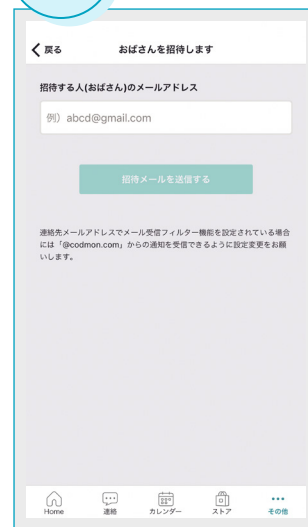 戻る
おばさんを招待します
招待する人(おばさん)のメールアドレス
例）abcd@gmail.com
招待メールを送信する
連絡先メールアドレスでメール受信フィルター機能を設定されている場合
には「@codmon.com」からの通知を受信できるように設定変更をお願
いします。
Home
連絡
カレンダー
ストア
その他